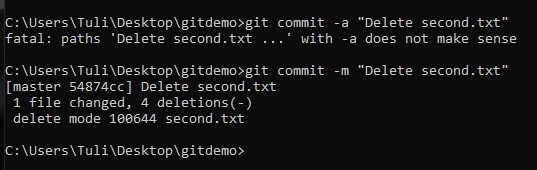 C:\Users\Tuli\Desktop\gitdemo>git commit -a "Delete second.txt"
fatal: paths 'Delete second.txt ...' with -a does not make sense
C:\Users\Tuli\Desktop\gitdemo>git commit -m "Delete second.txt"
[master 54874cc] Delete second.txt
 1 file changed, 4 deletions(-)
 delete mode 100644 second.txt
C:\Users\Tuli\Desktop\gitdemo>